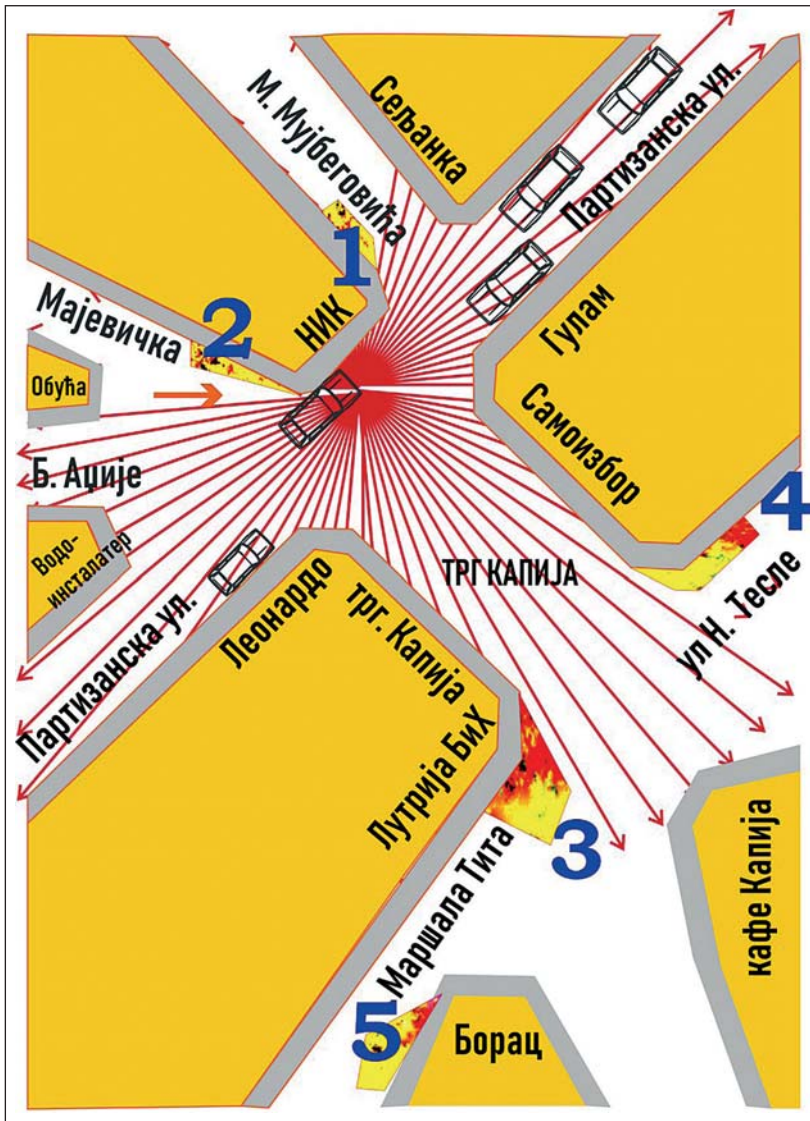 М. Мујбеговића
Сељанка
Партизанска ул.
1
НИК
Мајевичка
2
Гулам
Обућа
Самоизбор
Б. Аџије
4
Водо-
инсталатер
ТРГ КАПИЈА
Леонардо
трг. Капија
ул Н. Тесле
Партизанска ул.
Лутрија БиХ
3
Маршала Тита
кафе Капија
5
Борац